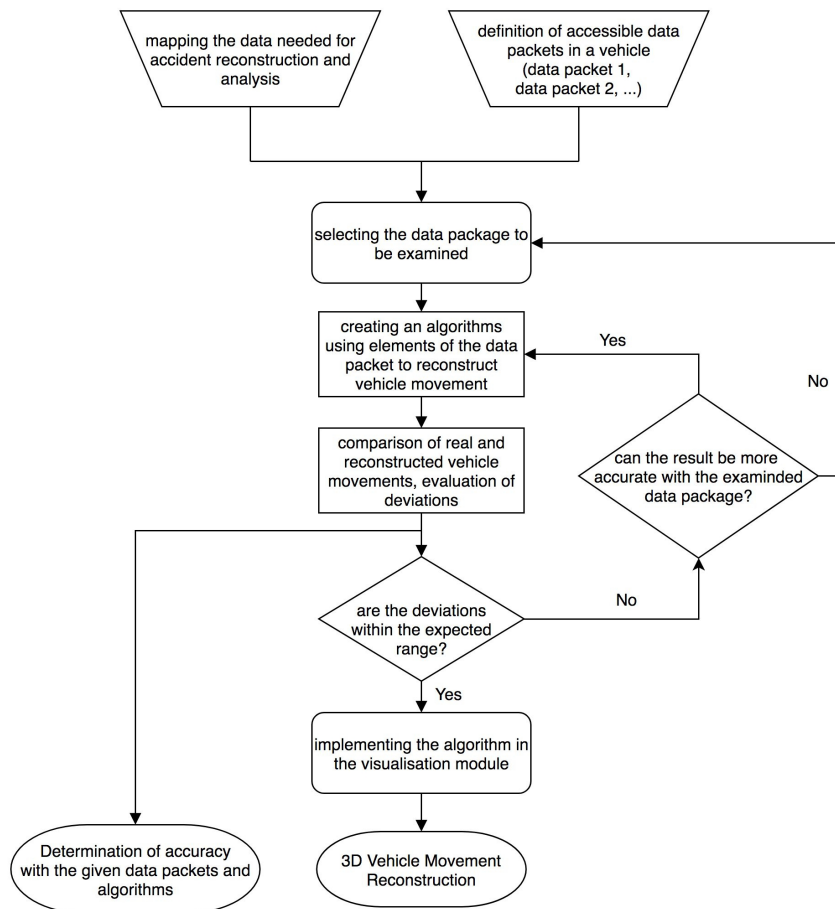 mapping the data needed for
accident reconstruction and
analysis
definition of accessible data
packets in a vehicle
(data packet 1,
data packet 2, ...)
selecting the data package to
be examined
creating an algorithms
using elements of the data
packet to reconstruct
vehicle movement
Yes
No
comparison of real and
reconstructed vehicle
movements, evaluation of
deviations
can the result be more
accurate with the examinded
data package?
are the deviations
within the expected
range?
No
Yes
implementing the algorithm in
the visualisation module
Determination of accuracy
with the given data packets and
algorithms
3D Vehicle Movement
Reconstruction